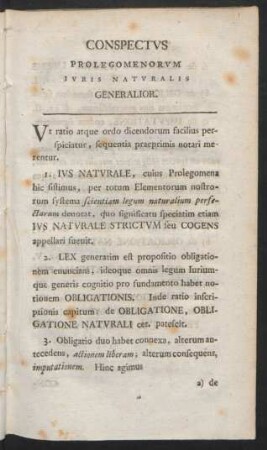 CONSPECTVS
PROLEGOMENORVM
IVRIS NATVRALIS
GENERALIOR.
Vt ratio atque ordo dicendorum facilius per-
spiciatur, sequentia praeprimis notari me-
rentur.
1. IVS NATVRALE, cuius Prolegomena
hic sistimus, per totum Elementorum nostro-
rum systema scientiam legum naturalium perfe-
ctarum denotat, quo significatu speciatim etiam
IVS NATVRALE STRICTVM seu COGENS
appellari sueuit.
2. LEX generatim est propositio obligatio-
nem enuncians, ideoque omnis legum iurium-
que generis cognitio pro fundamento habet no-
tionem OBLIGATIONIS. Inde ratio inscri-
ptionis capitum de OBLIGATIONE, OBLI-
GATIONE NATVRALI cet. patescit.
3. Obligatio duo habet connexa, alterum an-
tecedens, actionem liberam; alterum consequens,
imputationem. Hinc agimus
a) de